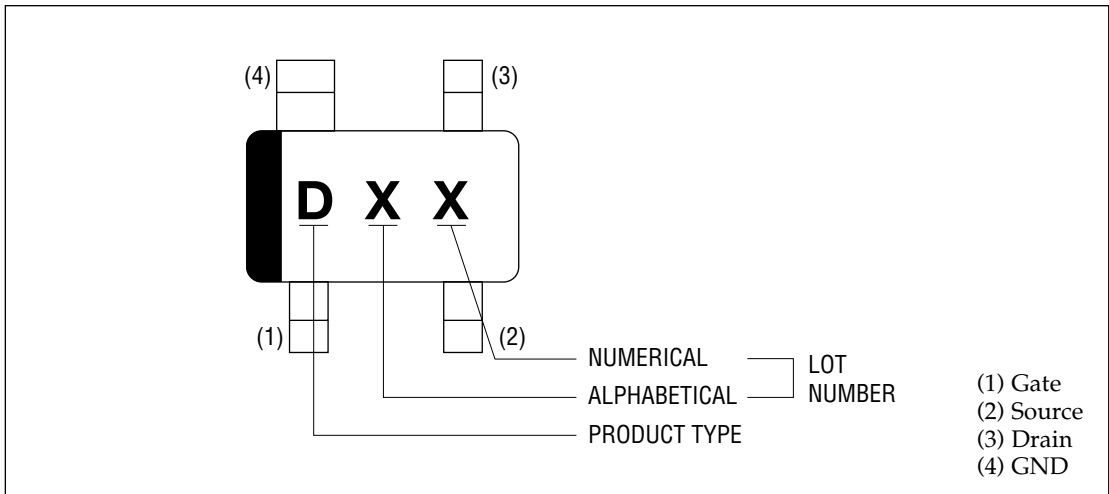 (4)
(3)
D X X
(1)
(2)
NUMERICAL
ALPHABETICAL
LOT
NUMBER
PRODUCT TYPE
(1) Gate
(2) Source
(3) Drain
(4) GND